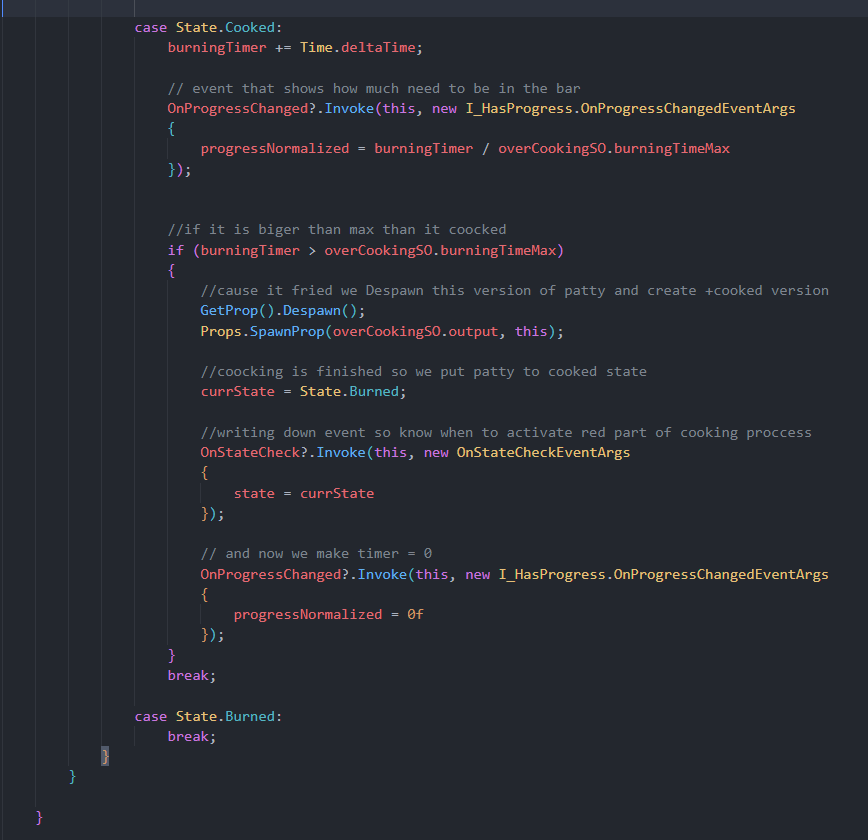 case State.Cooked:
burningTimer += Time.deltaTime;
// event that shows how much need to be in the bar
OnProgressChanged?.Invoke(this, new I_HasProgress.OnProgressChangedEventArgs
{
progressNormalized = burningTimer / overCookingSO.burningTimeMax
});
//if it is biger than max than it coocked
if (burningTimer > overCookingSO.burningTimeMax)
{
//cause it fried we Despawn this version of patty and create +cooked version
GetProp().Despawn();
Props.SpawnProp(overCookingSO.output, this);
//coocking is finished so we put patty to cooked state
currState = State.Burned;
//writing down event so know when to activate red part of cooking proccess
OnStateCheck?.Invoke(this, new OnStateCheckEventArgs
{
state = currState
});
// and now we make timer = 0
OnProgressChanged?.Invoke(this, new I_HasProgress.OnProgressChangedEventArgs
{
progressNormalized = 0f
});
}
break;
case State.Burned:
break;
}
}
}